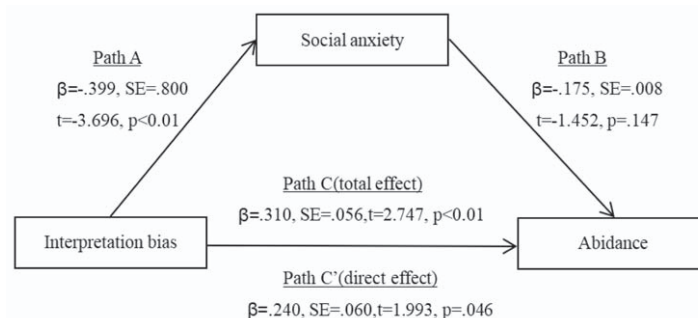 Social anxiety
Path A
β=-.399, SE=.800
t=-3.696, p<0.01
Path B
β=-.175, SE=.008
t=-1.452, p=.147
Path C(total effect)
β=.310, SE=.056,t=2.747, p<0.01
Interpretation bias
Abidance
Path C’(direct effect)
β=.240, SE=.060,t=1.993, p=.046